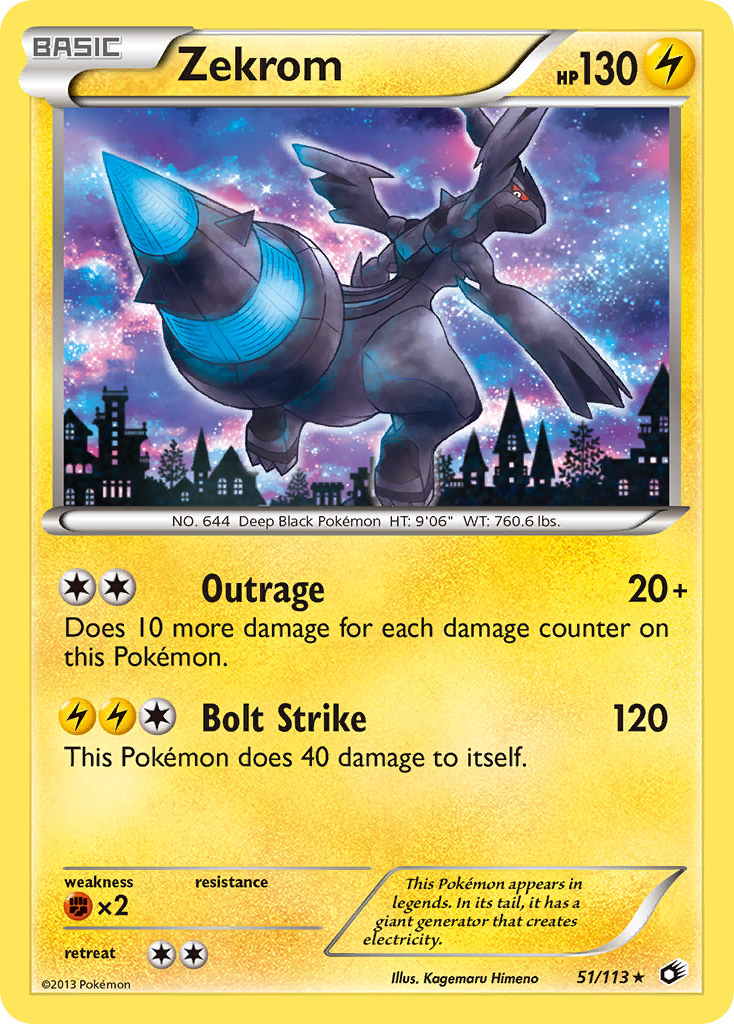 BASIC
Zekrom
HP130
NO. 644 Deep Black Pokémon HT: 9'06" WT: 760.6 lbs.
Outrage 20+
Does 10 more damage for each damage counter on
this Pokémon.
Bolt Strike 120
This Pokémon does 40 damage to itself.
weakness resistance
×2
retreat
This Pokémon appears in
legends. In its tail, it has a
giant generator that creates
electricity.
©2013 Pokémon
Illus. Kagemaru Himeno
51/113 ★